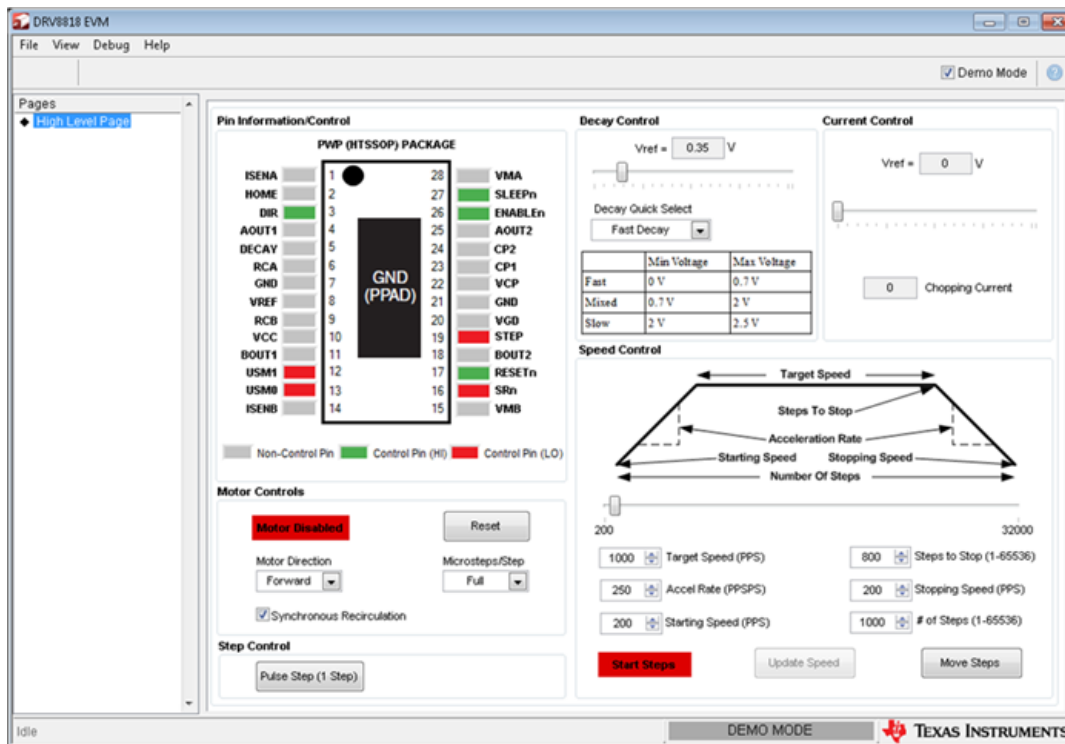 DRV8818 EVM
File View Debug Help
Demo Mode
Pages
High Level Page
Pin Information/Control
PWP (HTSSOP) PACKAGE
ISENA 1 28 VMA
HOME 2 27 SLEEPn
DIR 3 26 ENABLEn
AOUT1 4 25 AOUT2
DECAY 5 24 CP2
RCA 6 23 CP1
GND 7 22 VCP
VREF 8 21 GND
RCB 9 20 VGD
VCC 10 19 STEP
BOUT1 11 18 BOUT2
USM1 12 17 RESETn
USM0 13 16 SRn
ISENB 14 15 VMB
GND
(PPAD)
Non-Control Pin Control Pin (HI) Control Pin (LO)
Motor Controls
Motor Disabled Reset
Motor Direction Microsteps/Step
Forward Full
Synchronous Recirculation
Step Control
Pulse Step (1 Step)
Decay Control
Vref = 0.35 V
Decay Quick Select
Fast Decay
Min Voltage Max Voltage
Fast 0 V 0.7 V
Mixed 0.7 V 2 V
Slow 2 V 2.5 V
Current Control
Vref = 0 V
0 Chopping Current
Speed Control
Target Speed
Steps To Stop
Acceleration Rate
Starting Speed Stopping Speed
Number Of Steps
200 32000
1000 Target Speed (PPS) 800 Steps to Stop (1-65536)
250 Accel Rate (PPSPS) 200 Stopping Speed (PPS)
200 Starting Speed (PPS) 1000 # of Steps (1-65536)
Start Steps Update Speed Move Steps
Idle DEMO MODE TEXAS INSTRUMENTS